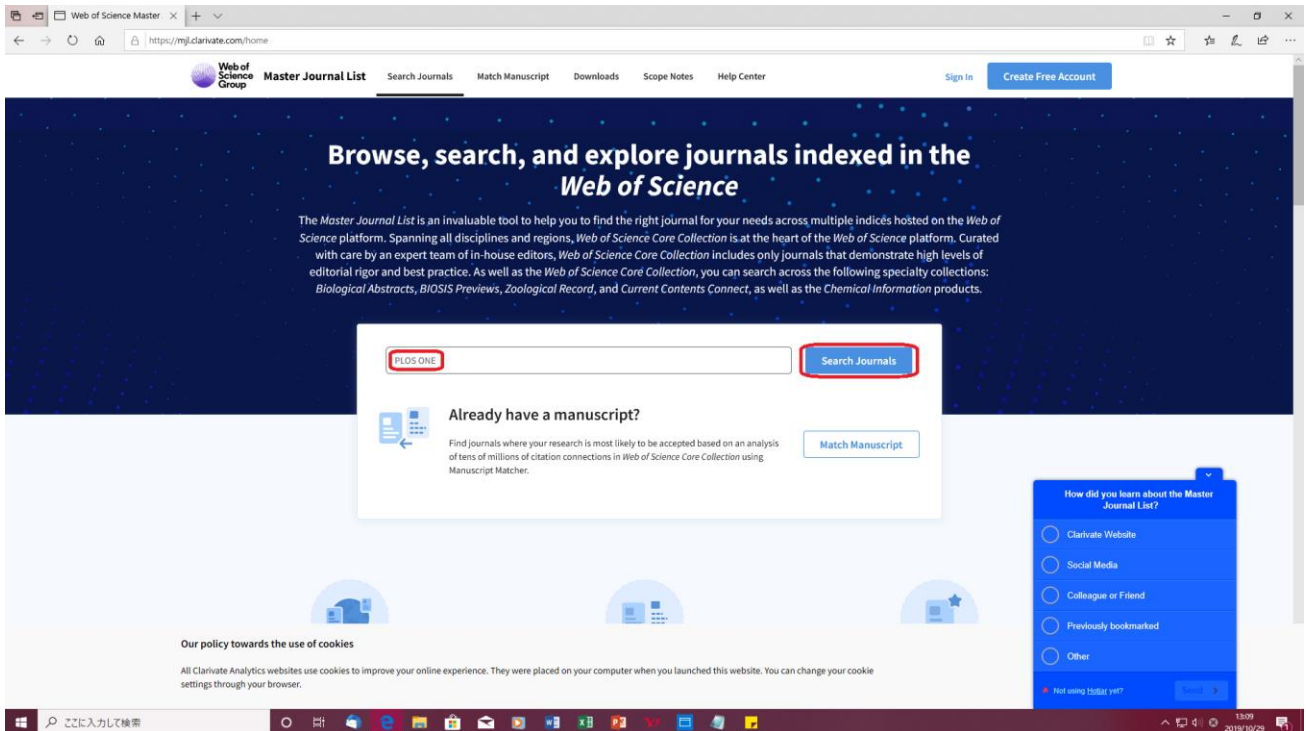 Web of Science Master
https://mjl.clarivate.com/home
Web of
Science
Group
Master Journal List
Search Journals
Match Manuscript
Downloads
Scope Notes
Help Center
Sign In
Create Free Account
Browse, search, and explore journals indexed in the
Web of Science
The Master Journal List is an invaluable tool to help you to find the right journal for your needs across multiple indices hosted on the Web of
Science platform. Spanning all disciplines and regions, Web of Science Core Collection is at the heart of the Web of Science platform. Curated
with care by an expert team of in-house editors, Web of Science Core Collection includes only journals that demonstrate high levels of
editorial rigor and best practice. As well as the Web of Science Core Collection, you can search across the following specialty collections:
Biological Abstracts, BIOSIS Previews, Zoological Record, and Current Contents Connect, as well as the Chemical Information products.
PLOS ONE
Search Journals
Already have a manuscript?
Find journals where your research is most likely to be accepted based on an analysis
of tens of millions of citation connections in Web of Science Core Collection using
Manuscript Matcher.
Match Manuscript
How did you learn about the Master
Journal List?
Clarivate Website
Social Media
Colleague or Friend
Previously bookmarked
Other
Not using Hotjar yet?
Send
Our policy towards the use of cookies
All Clarivate Analytics websites use cookies to improve your online experience. They were placed on your computer when you launched this website. You can change your cookie
settings through your browser.
ここに入力して検索
13:09
2019/10/29